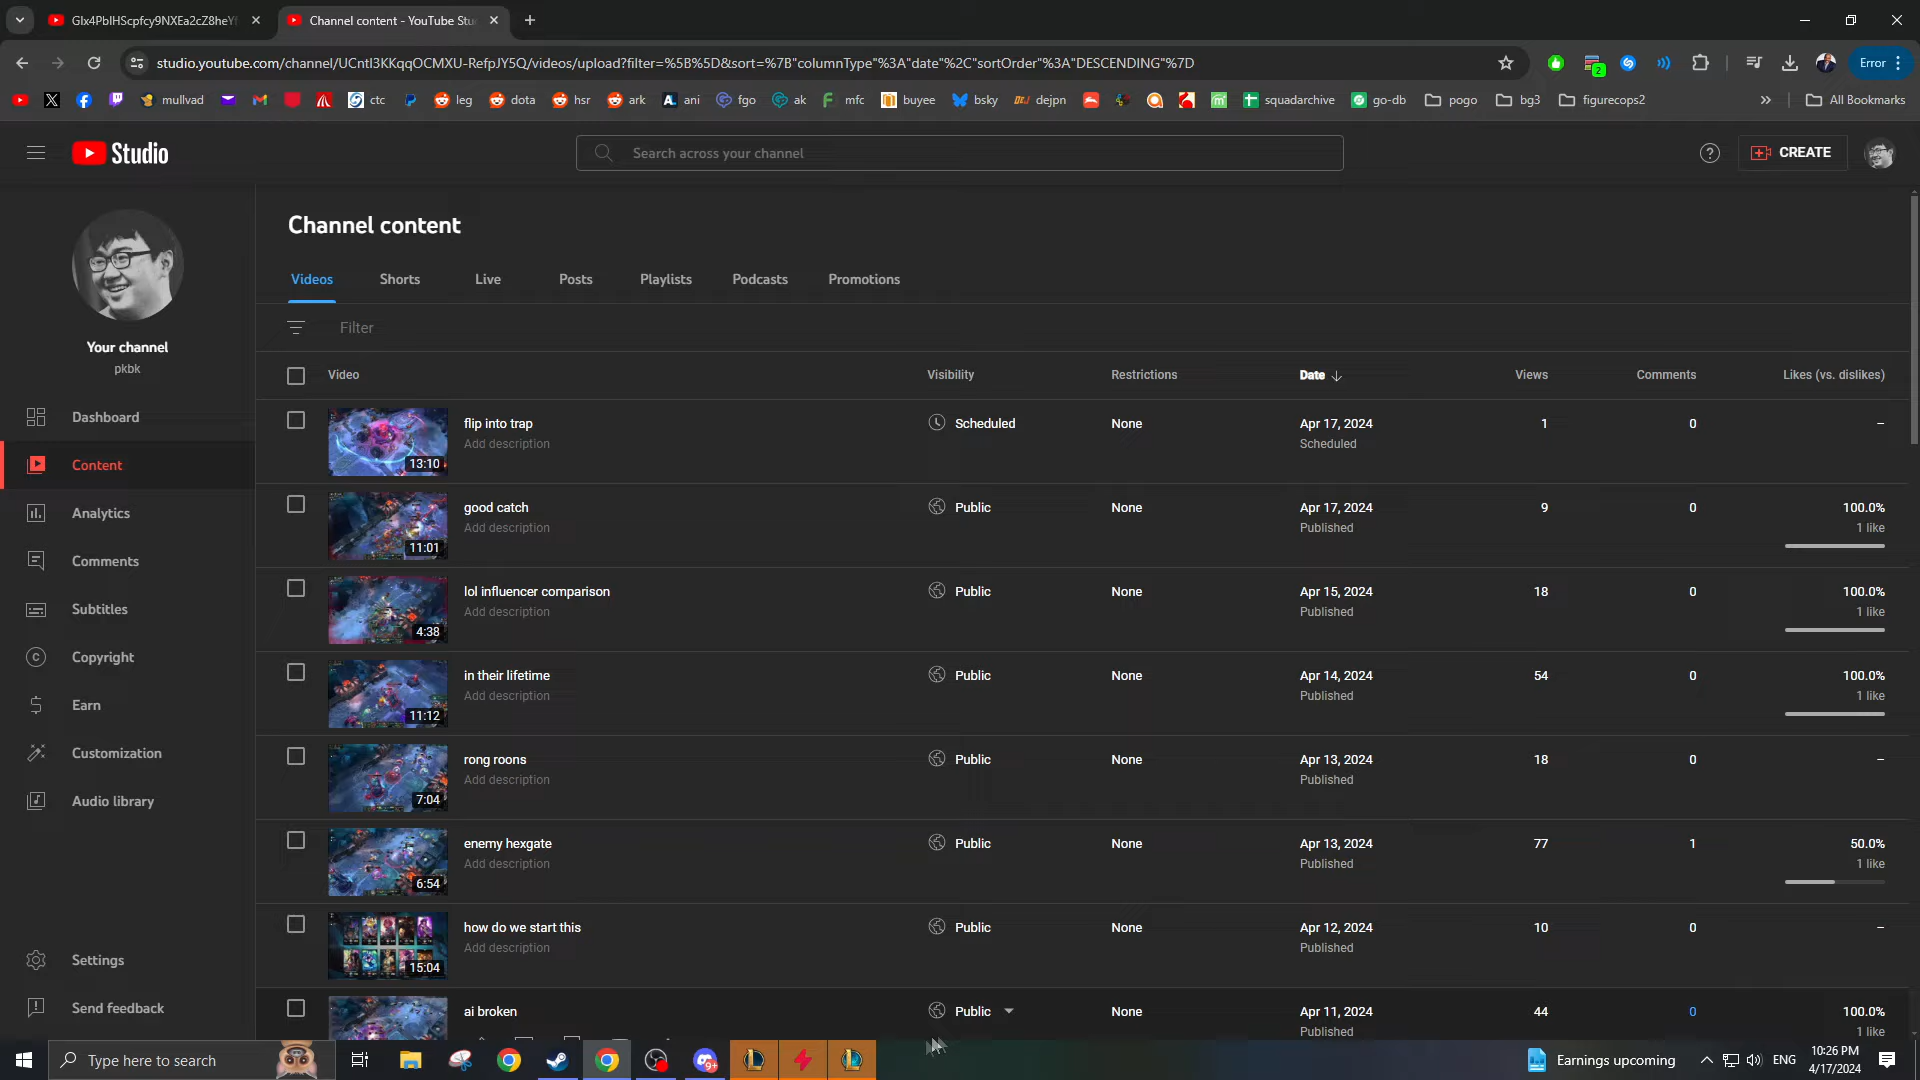 Channel content - YouTube Stu
studio.youtube.com/channel/UCntI3KKqqOCMXU-RefpJY5Q/videos/upload?filter=%5B%5D&sort=%7B"columnType"%3A"date"%2C"sortOrder"%3A"DESCENDING"%7D
2
Error
mullvad
ctc
leg
dota
hsr
ark
ani
fgo
ak
mfc
buyee
bsky
dejpn
squadarchive
go-db
pogo
bg3
figurecops2
All Bookmarks
Studio
Search across your channel
CREATE
Your channel
pkbk
Dashboard
Content
Analytics
Comments
Subtitles
Copyright
Earn
Customization
Audio library
Settings
Send feedback
Channel content
Videos Shorts Live Posts Playlists Podcasts Promotions
Filter
Video Visibility Restrictions Date Views Comments Likes (vs. dislikes)
flip into trap Scheduled None Apr 17, 2024 1 0 –
Add description Scheduled
13:10
good catch Public None Apr 17, 2024 9 0 100.0%
Add description Published 1 like
11:01
lol influencer comparison Public None Apr 15, 2024 18 0 100.0%
Add description Published 1 like
4:38
in their lifetime Public None Apr 14, 2024 54 0 100.0%
Add description Published 1 like
11:12
rong roons Public None Apr 13, 2024 18 0 –
Add description Published
7:04
enemy hexgate Public None Apr 13, 2024 77 1 50.0%
Add description Published 1 like
6:54
how do we start this Public None Apr 12, 2024 10 0 –
Add description Published
15:04
ai broken Public None Apr 11, 2024 44 0 100.0%
Published 1 like
Type here to search
9+
Earnings upcoming
ENG
10:26 PM
4/17/2024